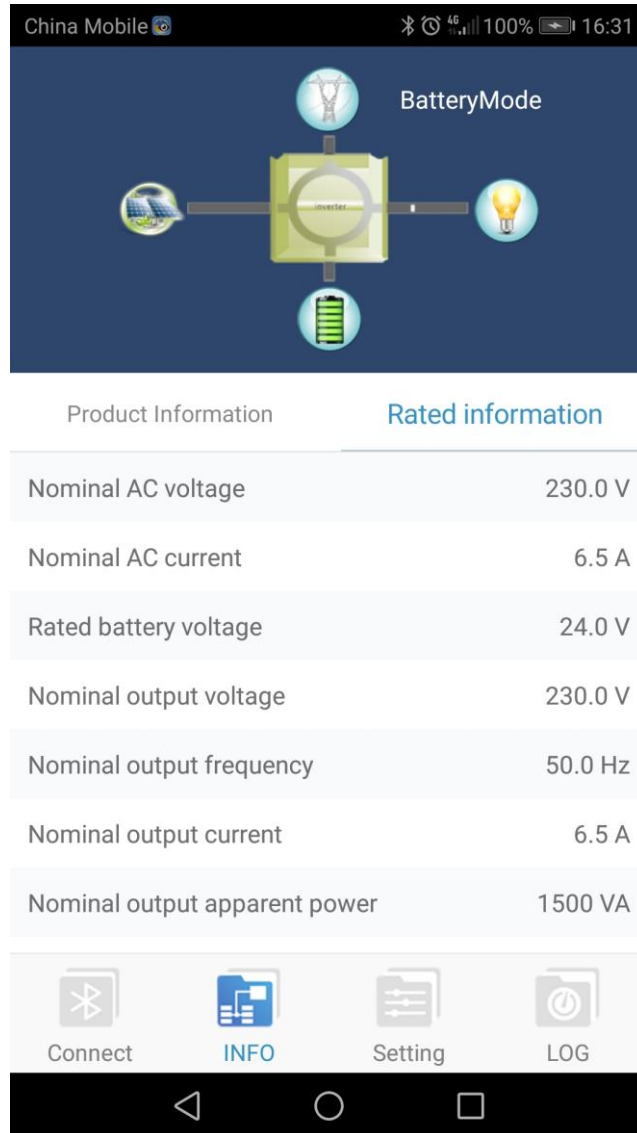 China Mobile 4G 100% 16:31
BatteryMode
inverter
Product Information Rated information
Nominal AC voltage 230.0 V
Nominal AC current 6.5 A
Rated battery voltage 24.0 V
Nominal output voltage 230.0 V
Nominal output frequency 50.0 Hz
Nominal output current 6.5 A
Nominal output apparent power 1500 VA
Connect INFO Setting LOG